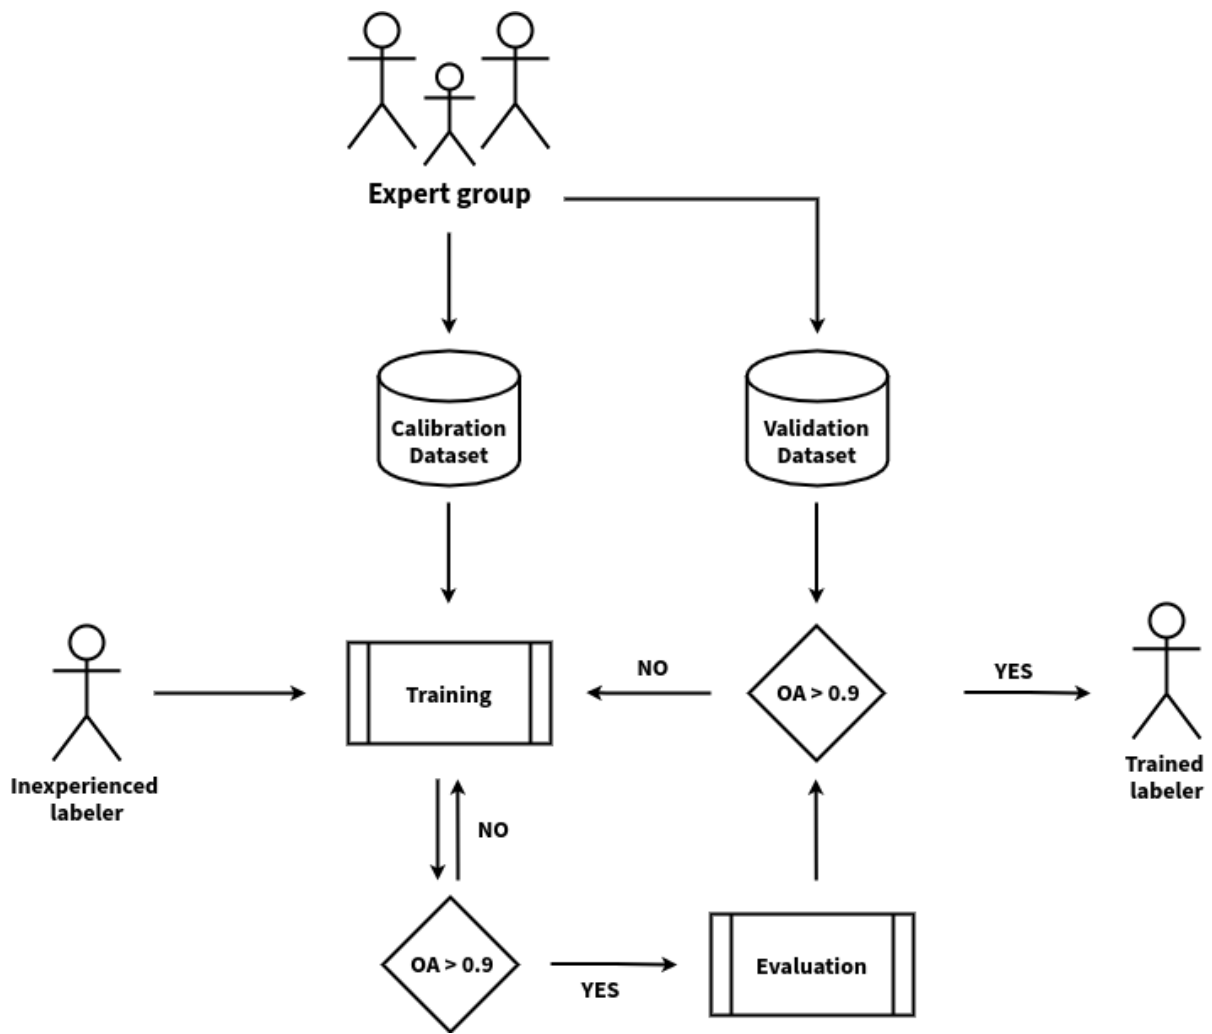 Expert group
Calibration
Dataset
Validation
Dataset
NO
YES
Training
OA > 0.9
Inexperienced
labeler
Trained
labeler
NO
OA > 0.9
YES
Evaluation